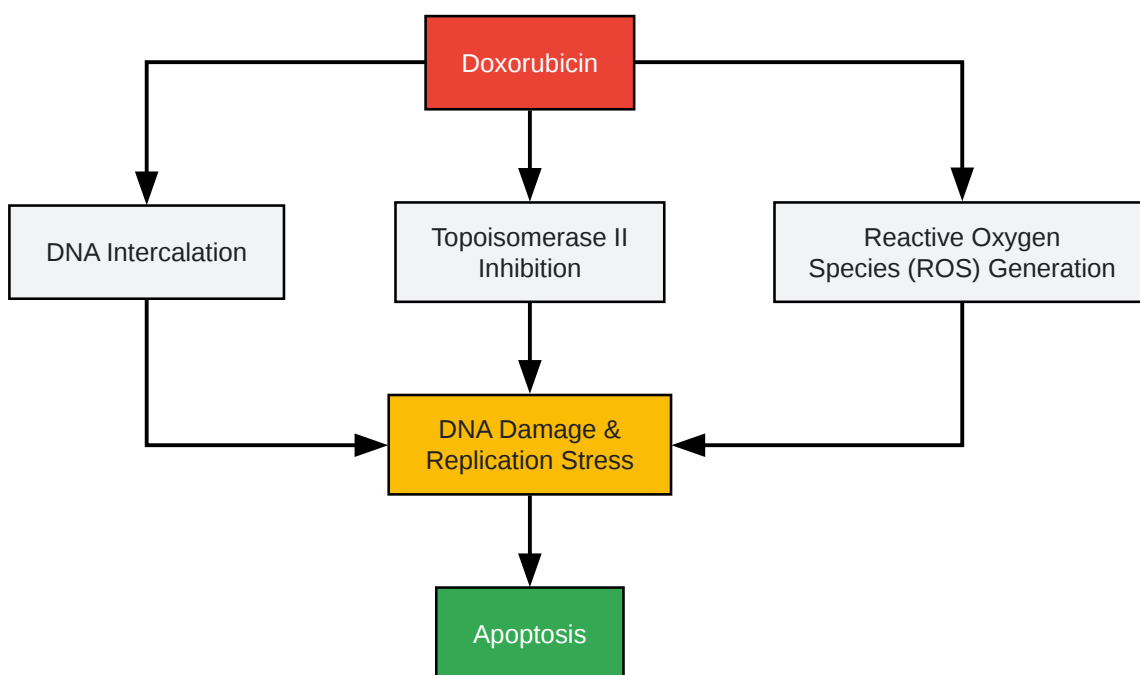 Doxorubicin
DNA Intercalation
Topoisomerase II
Inhibition
Reactive Oxygen
Species (ROS) Generation
DNA Damage &
Replication Stress
Apoptosis